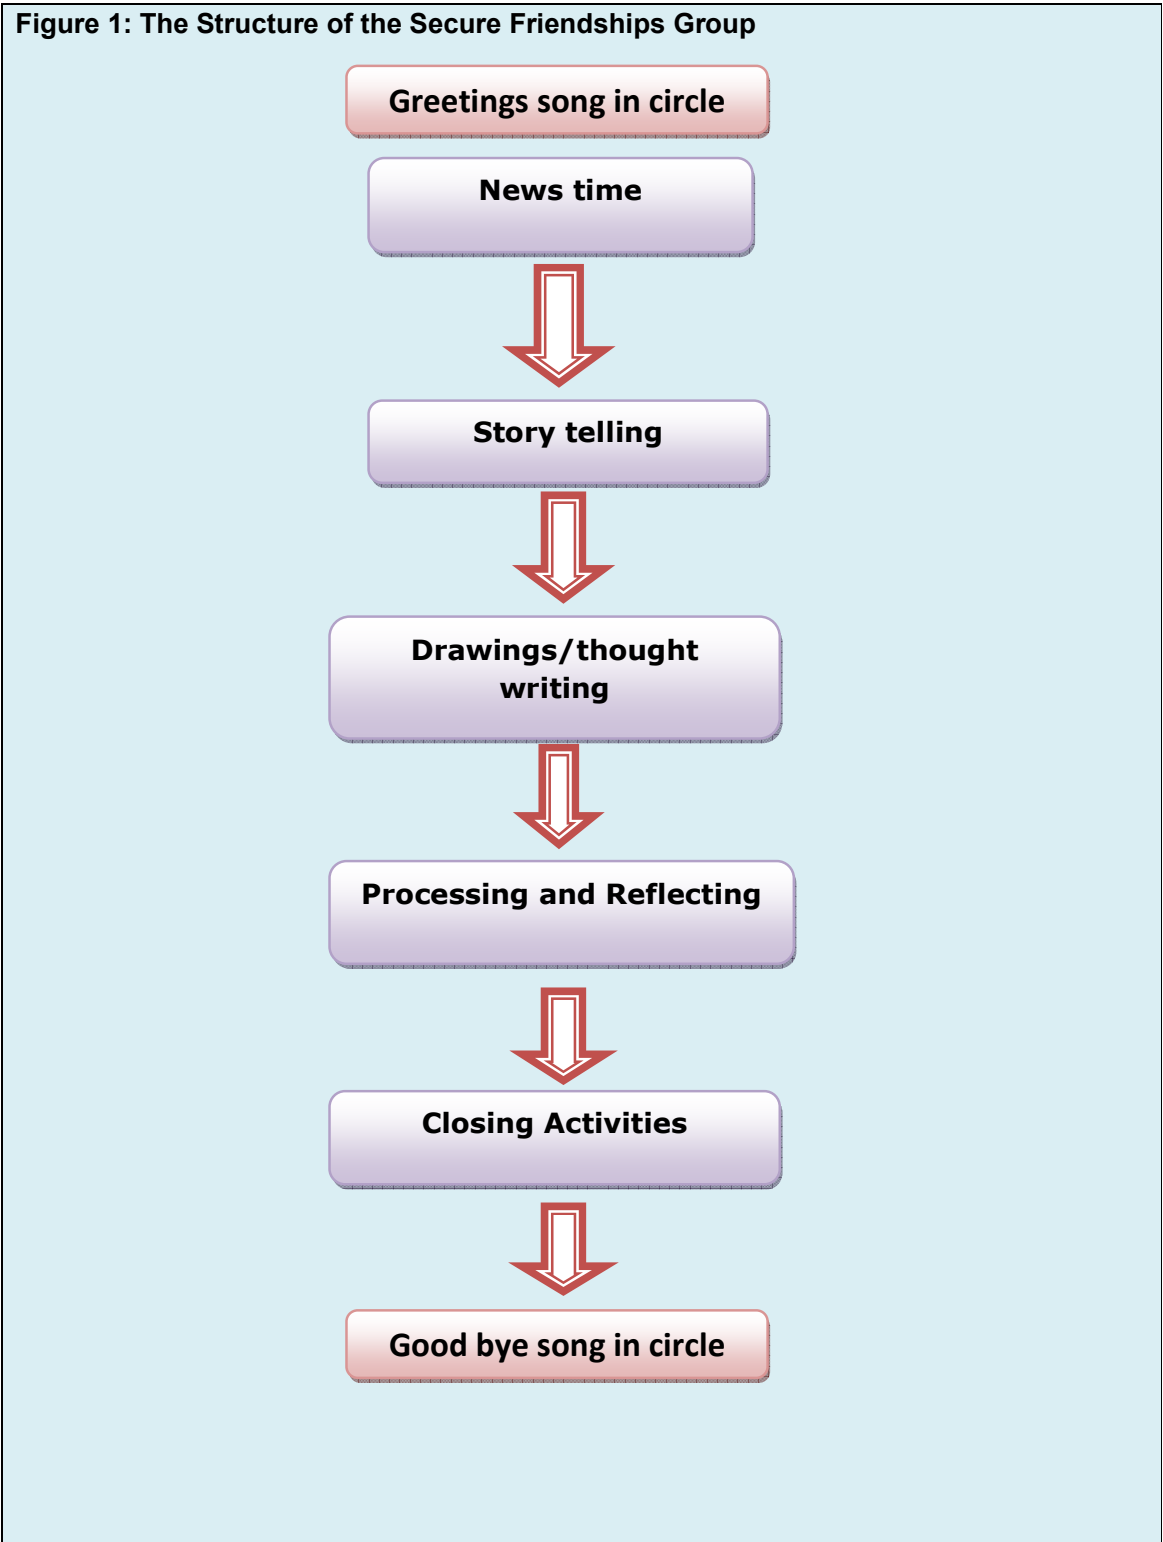 Figure 1: The Structure of the Secure Friendships Group
Greetings song in circle
News time
Story telling
Drawings/thought
writing
Processing and Reflecting
Closing Activities
Good bye song in circle